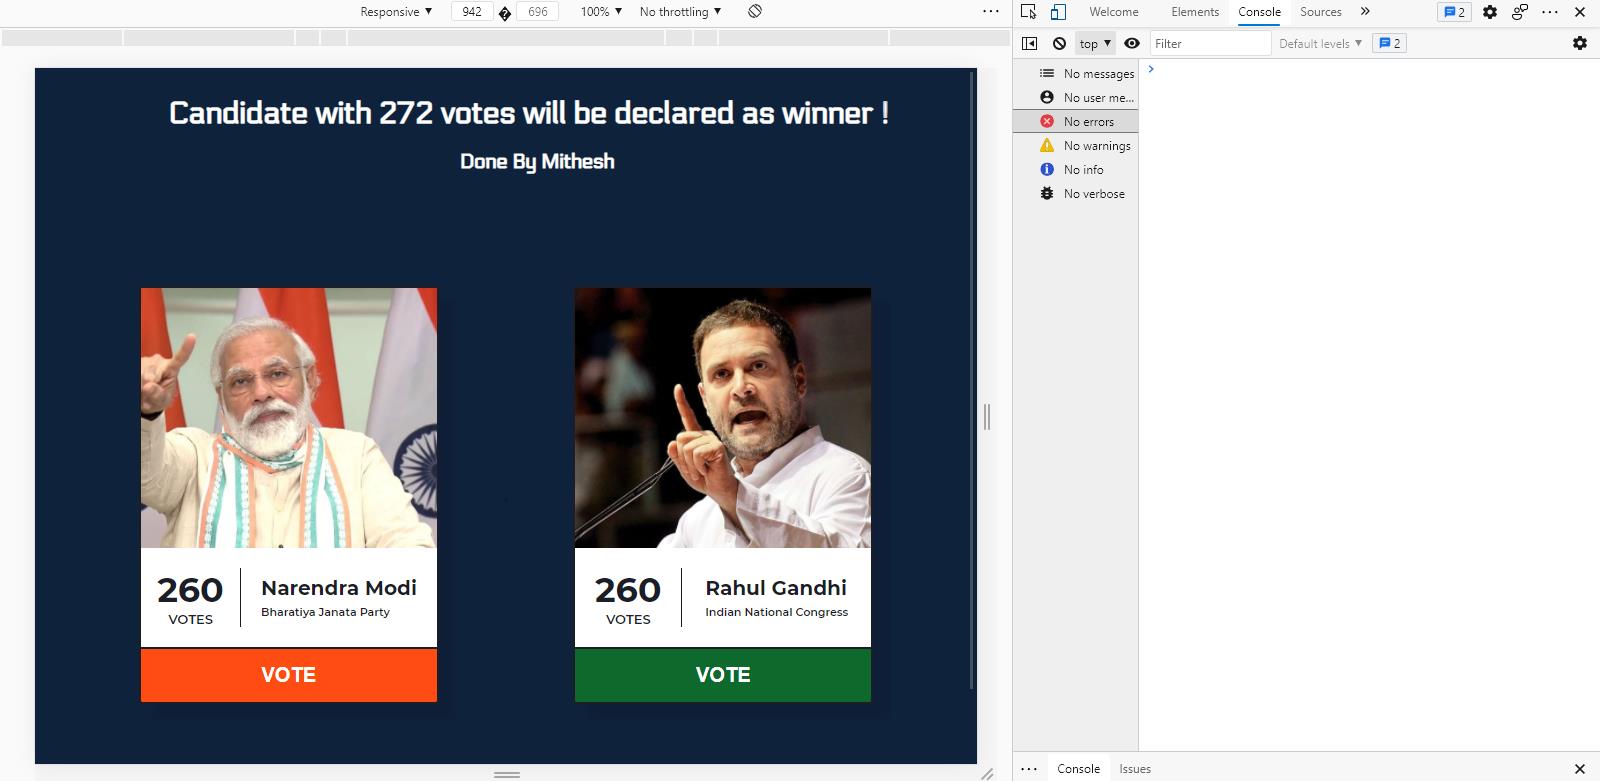 Responsive ▼ 942 696 100% ▼ No throttling ▼ ...
Welcome Elements Console Sources » 2 ...
top ▼ Filter Default levels ▼ 2
No messages
No user me...
No errors
No warnings
No info
No verbose
Candidate with 272 votes will be declared as winner !
Done By Mithesh
260 VOTES
Narendra Modi
Bharatiya Janata Party
VOTE
260 VOTES
Rahul Gandhi
Indian National Congress
VOTE
... Console Issues